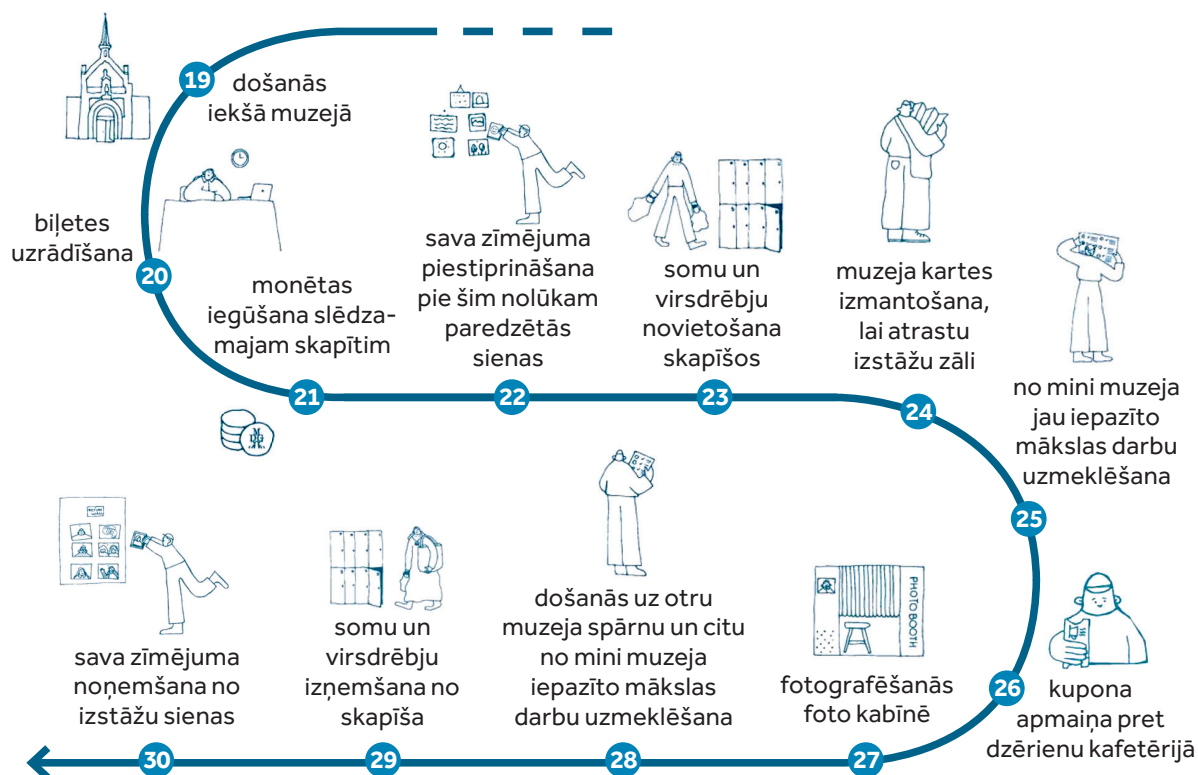 19
došanās
iekšā muzejā
biļetes
uzrādīšana
20
monētas
iegūšana slēdza-
majam skapītim
21
sava zīmējuma
piestiprināšana
pie šim nolūkam
paredzētās
sienas
22
somu un
virsdrēbju
novietošana
skapīšos
23
muzeja kartes
izmantošana,
lai atrastu
izstāžu zāli
24
no mini muzeja
jau iepazīto
mākslas darbu
uzmeklēšana
25
26
kupona
apmaiņa pret
dzērienu kafetērijā
PHOTO BOOTH
fotografēšanās
foto kabīnē
27
došanās uz otru
muzeja spārnu un citu
no mini muzeja
iepazīto mākslas
darbu uzmeklēšana
28
somu un
virsdrēbju
izņemšana no
skapīša
29
sava zīmējuma
noņemšana no
izstāžu sienas
30